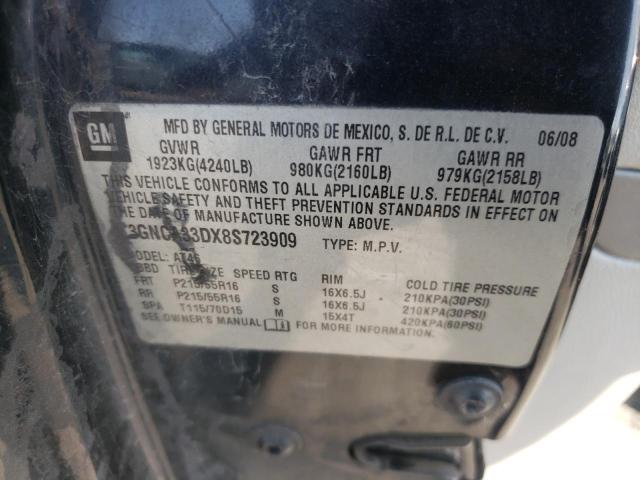 GM
MFD BY GENERAL MOTORS DE MEXICO, S. DE R.L. DE C.V. 06/08
GVWR GAWR FRT GAWR RR
1923KG(4240LB) 980KG(2160LB) 979KG(2158LB)
THIS VEHICLE CONFORMS TO ALL APPLICABLE U.S. FEDERAL MOTOR
VEHICLE SAFETY AND THEFT PREVENTION STANDARDS IN EFFECT ON
THE DATE OF MANUFACTURE SHOWN ABOVE.
3GNCA33DX8S723909 TYPE: M.P.V.
MODEL: AT46
TIRE SIZE SPEED RTG RIM COLD TIRE PRESSURE
FRT P215/55R16 S 16X6.5J 210KPA(30PSI)
RR P215/55R16 S 16X6.5J 210KPA(30PSI)
SPA T115/70D15 M 15X4T 420KPA(60PSI)
SEE OWNER'S MANUAL FOR MORE INFORMATION.